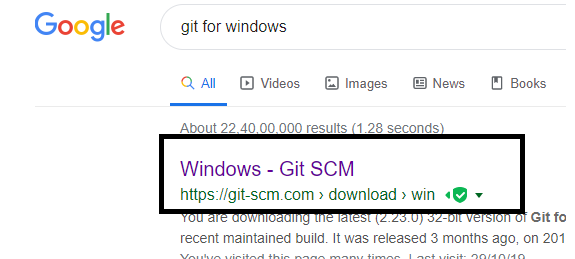 Google
git for windows
All Videos Images News Books
About 22,40,00,000 results (1.28 seconds)
Windows - Git SCM
https://git-scm.com › download › win
You are downloading the latest (2.23.0) 32-bit version of Git fo
recent maintained build. It was released 3 months ago, on 201
You've visited this page many times. Last visit: 29/10/19